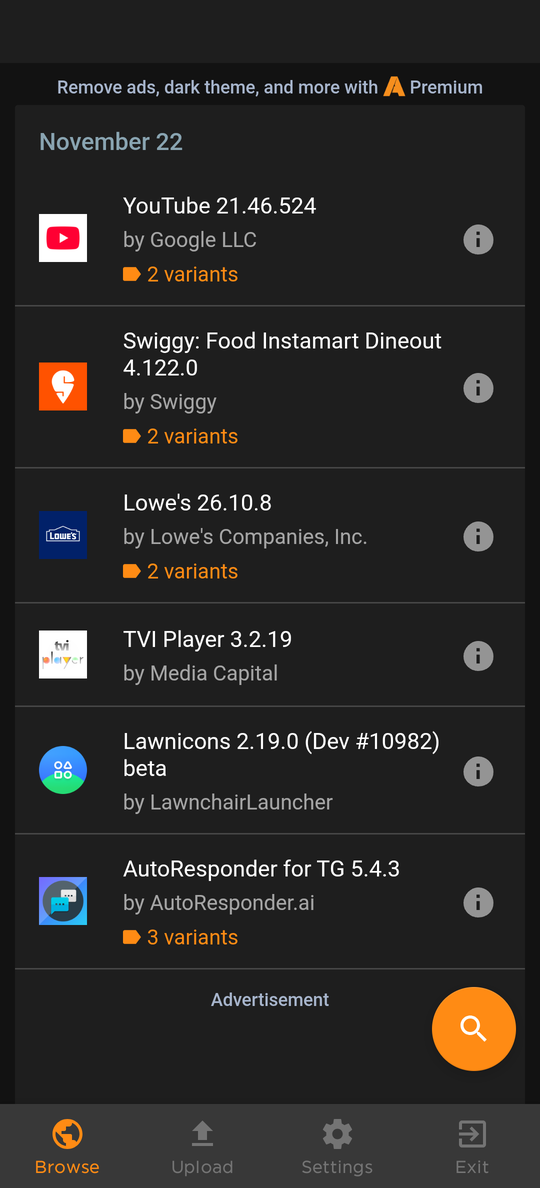 Remove ads, dark theme, and more with Premium
November 22
YouTube 21.46.524
by Google LLC
2 variants
Swiggy: Food Instamart Dineout
4.122.0
by Swiggy
2 variants
LOWE'S
Lowe's 26.10.8
by Lowe's Companies, Inc.
2 variants
tvi
player
TVI Player 3.2.19
by Media Capital
Lawnicons 2.19.0 (Dev #10982)
beta
by LawnchairLauncher
AutoResponder for TG 5.4.3
by AutoResponder.ai
3 variants
Advertisement
Browse
Upload
Settings
Exit